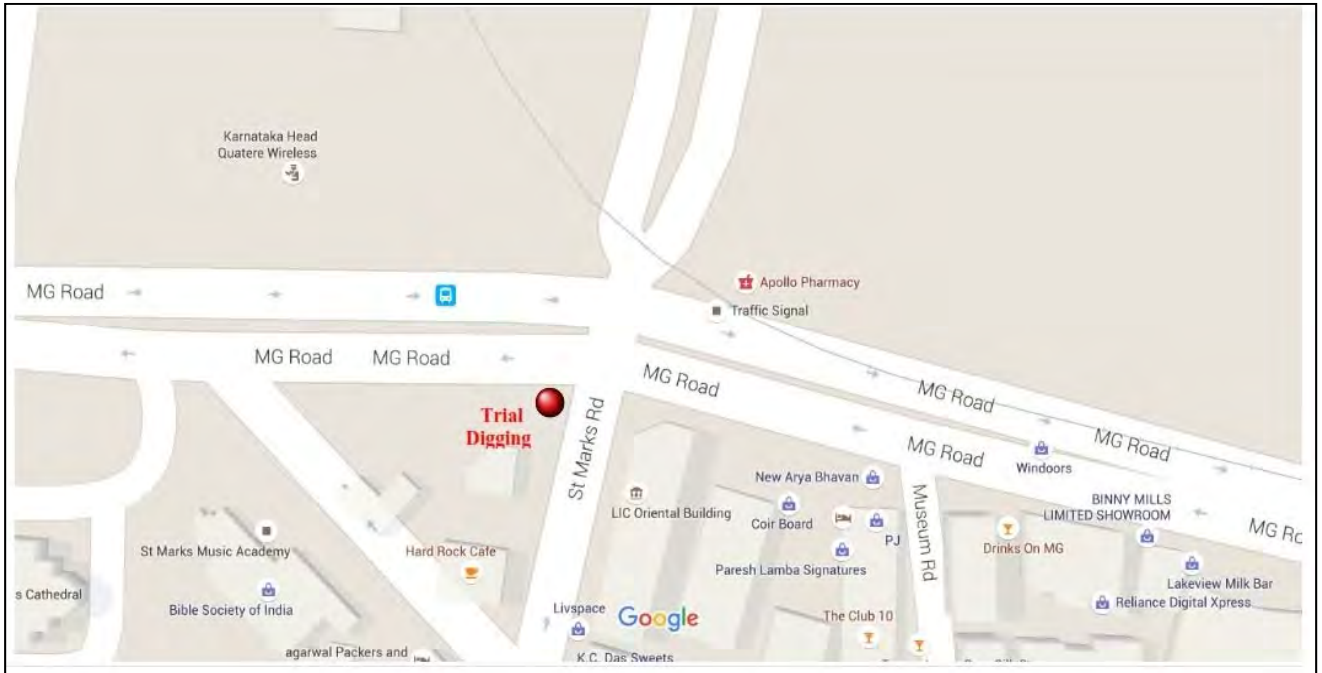 Karnataka Head
Quatere Wireless
MG Road
Apollo Pharmacy
Traffic Signal
MG Road
MG Road
MG Road
MG Road
Trial
Digging
St Marks Rd
MG Road
MG Road
Windoors
New Arya Bhavan
BINNY MILLS
LIMITED SHOWROOM
MG Ro
LIC Oriental Building
Coir Board
PJ
Museum Rd
Drinks On MG
St Marks Music Academy
Hard Rock Cafe
Paresh Lamba Signatures
Lakeview Milk Bar
s Cathedral
Bible Society of India
Livspace
Google
The Club 10
Reliance Digital Xpress
agarwal Packers and
K.C. Das Sweets